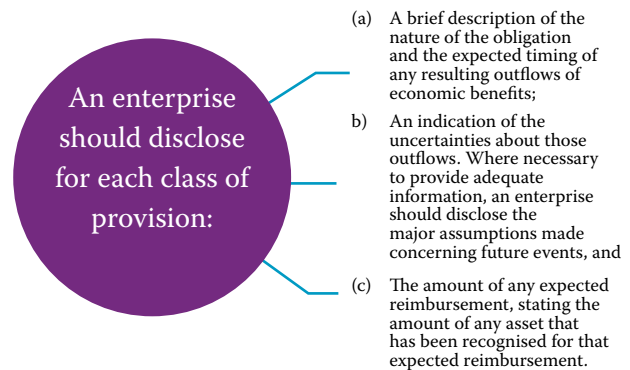 An enterprise
should disclose
for each class of
provision:
(a) A brief description of the
nature of the obligation
and the expected timing of
any resulting outflows of
economic benefits;
b) An indication of the
uncertainties about those
outflows. Where necessary
to provide adequate
information, an enterprise
should disclose the
major assumptions made
concerning future events, and
(c) The amount of any expected
reimbursement, stating the
amount of any asset that
has been recognised for that
expected reimbursement.